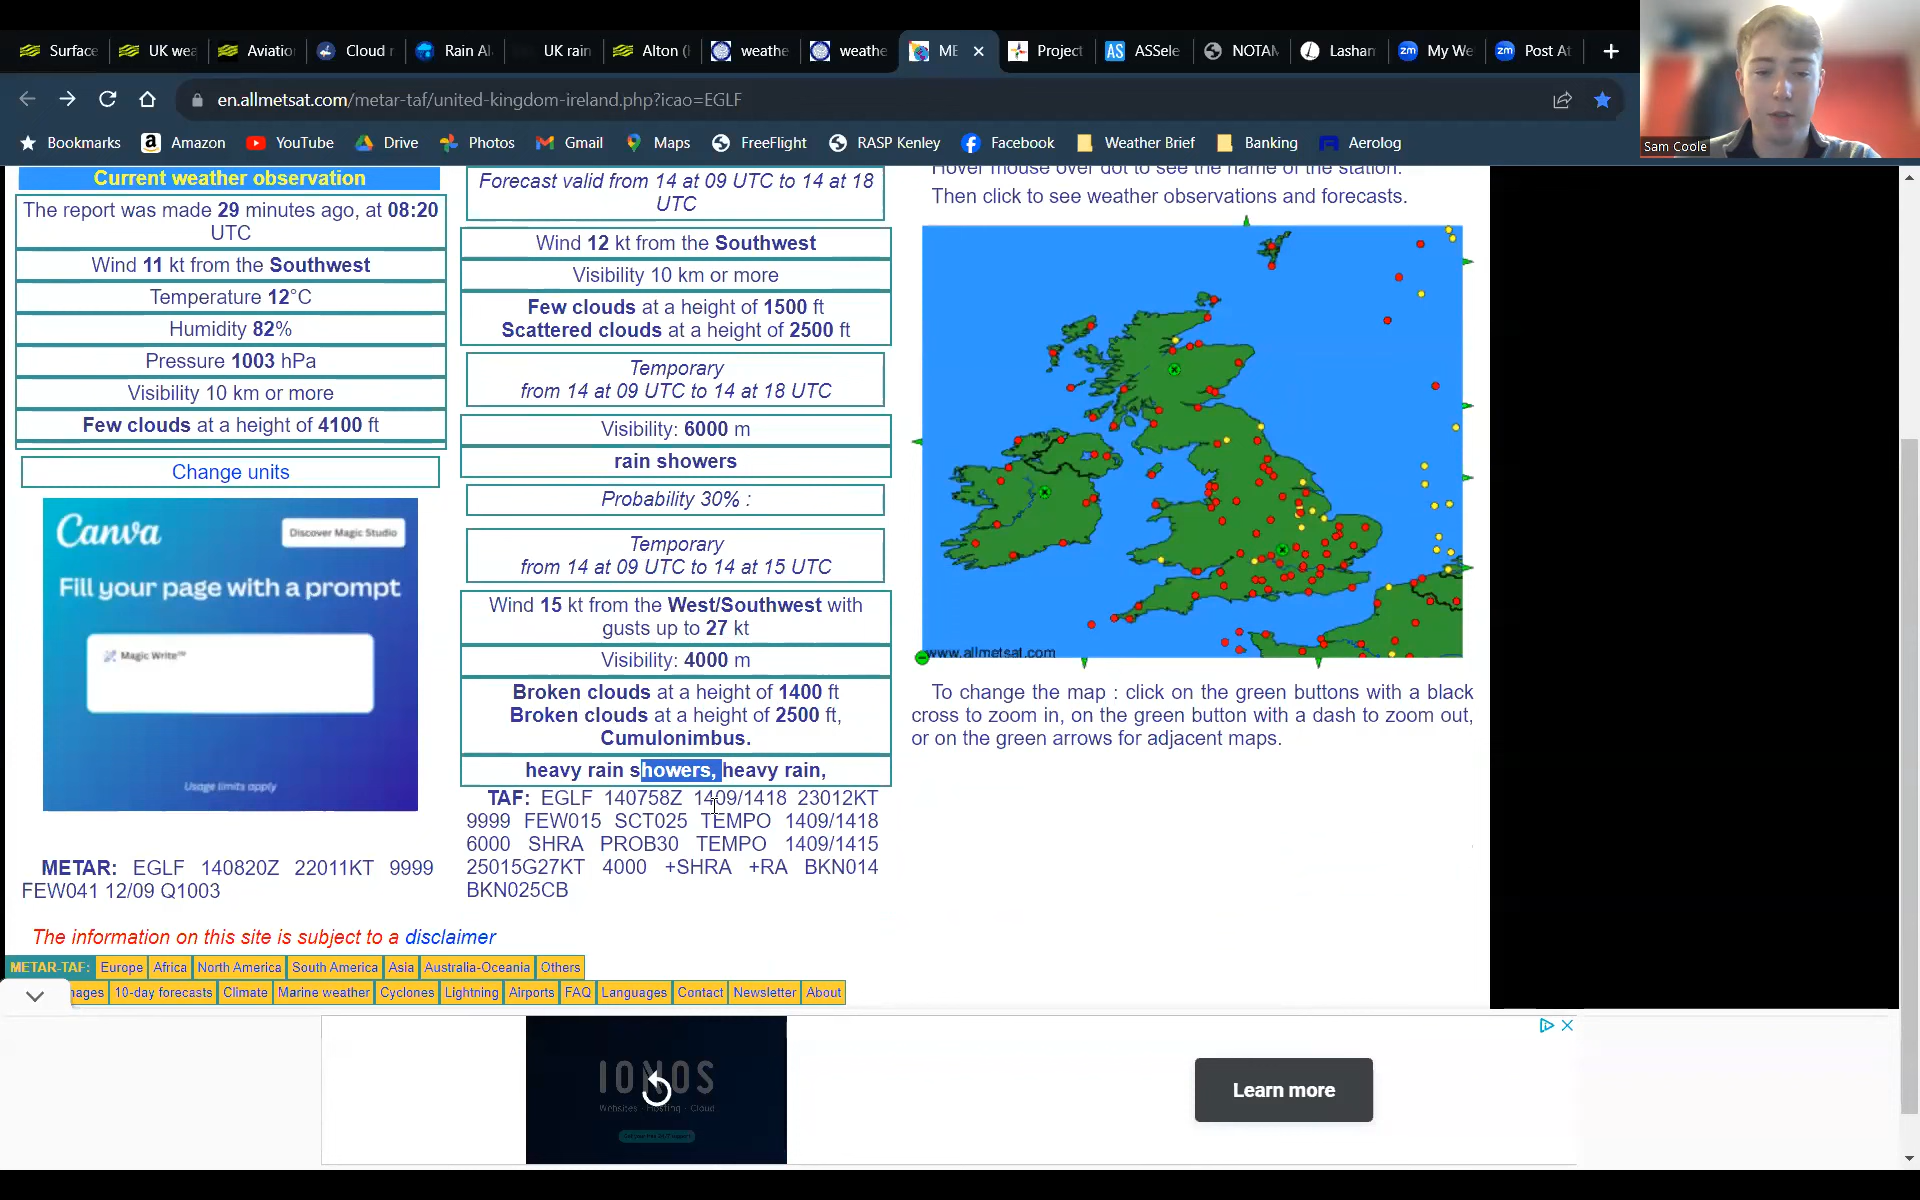 Surface
UK wea
Aviation
Cloud
Rain Al
UK rain
Alton (
weathe
weathe
ME
Project
ASSele
NOTAM
Lasham
My We
Post At
en.allmetsat.com/metar-taf/united-kingdom-ireland.php?icao=EGLF
Bookmarks
Amazon
YouTube
Drive
Photos
Gmail
Maps
FreeFlight
RASP Kenley
Facebook
Weather Brief
Banking
Aerolog
Sam Coole
Current weather observation
The report was made 29 minutes ago, at 08:20
UTC
Wind 11 kt from the Southwest
Temperature 12°C
Humidity 82%
Pressure 1003 hPa
Visibility 10 km or more
Few clouds at a height of 4100 ft
Change units
Canva
Discover Magic Studio
Fill your page with a prompt
Magic Write™
Usage limits apply
METAR: EGLF 140820Z 22011KT 9999
FEW041 12/09 Q1003
Forecast valid from 14 at 09 UTC to 14 at 18
UTC
Wind 12 kt from the Southwest
Visibility 10 km or more
Few clouds at a height of 1500 ft
Scattered clouds at a height of 2500 ft
Temporary
from 14 at 09 UTC to 14 at 18 UTC
Visibility: 6000 m
rain showers
Probability 30% :
Temporary
from 14 at 09 UTC to 14 at 15 UTC
Wind 15 kt from the West/Southwest with
gusts up to 27 kt
Visibility: 4000 m
Broken clouds at a height of 1400 ft
Broken clouds at a height of 2500 ft,
Cumulonimbus.
heavy rain showers, heavy rain,
TAF: EGLF 140758Z 1409/1418 23012KT
9999 FEW015 SCT025 TEMPO 1409/1418
6000 SHRA PROB30 TEMPO 1409/1415
25015G27KT 4000 +SHRA +RA BKN014
BKN025CB
Hover mouse over dot to see the name of the station.
Then click to see weather observations and forecasts.
www.allmetsat.com
To change the map : click on the green buttons with a black
cross to zoom in, on the green button with a dash to zoom out,
or on the green arrows for adjacent maps.
The information on this site is subject to a disclaimer
METAR-TAF: Europe Africa North America South America Asia Australia-Oceania Others
mages 10-day forecasts Climate Marine weather Cyclones Lightning Airports FAQ Languages Contact Newsletter About
IONOS
Websites · Hosting · Cloud
Learn more